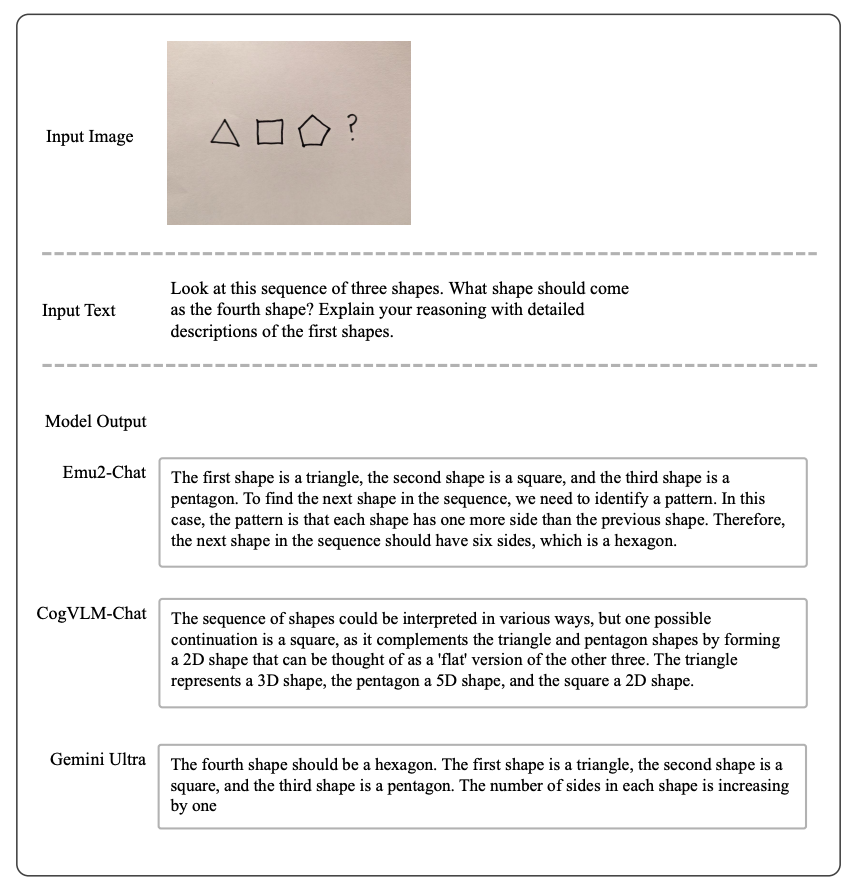 Input Image
?
Input Text
Look at this sequence of three shapes. What shape should come
as the fourth shape? Explain your reasoning with detailed
descriptions of the first shapes.
Model Output
Emu2-Chat
The first shape is a triangle, the second shape is a square, and the third shape is a
pentagon. To find the next shape in the sequence, we need to identify a pattern. In this
case, the pattern is that each shape has one more side than the previous shape. Therefore,
the next shape in the sequence should have six sides, which is a hexagon.
CogVLM-Chat
The sequence of shapes could be interpreted in various ways, but one possible
continuation is a square, as it complements the triangle and pentagon shapes by forming
a 2D shape that can be thought of as a 'flat' version of the other three. The triangle
represents a 3D shape, the pentagon a 5D shape, and the square a 2D shape.
Gemini Ultra
The fourth shape should be a hexagon. The first shape is a triangle, the second shape is a
square, and the third shape is a pentagon. The number of sides in each shape is increasing
by one